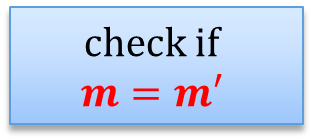 check if
m = m′